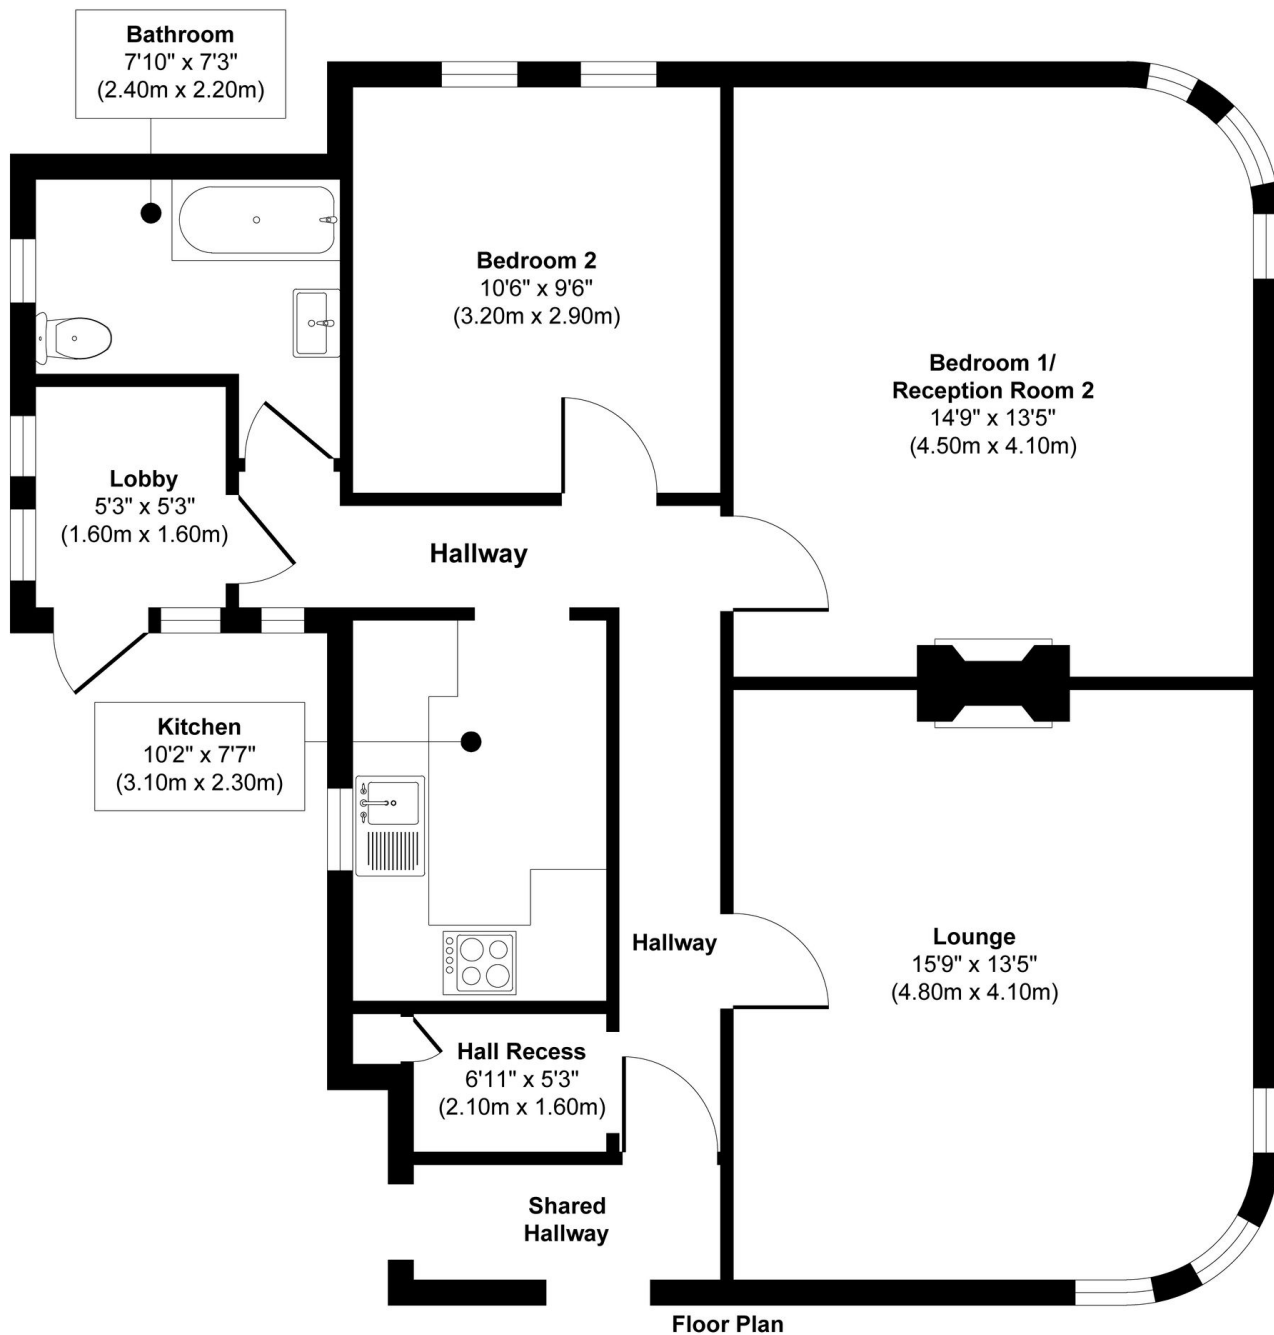 Bathroom
7'10" x 7'3"
(2.40m x 2.20m)
Bedroom 2
10'6" x 9'6"
(3.20m x 2.90m)
Bedroom 1/
Reception Room 2
14'9" x 13'5"
(4.50m x 4.10m)
Lobby
5'3" x 5'3"
(1.60m x 1.60m)
Hallway
Kitchen
10'2" x 7'7"
(3.10m x 2.30m)
Hallway
Lounge
15'9" x 13'5"
(4.80m x 4.10m)
Hall Recess
6'11" x 5'3"
(2.10m x 1.60m)
Shared
Hallway
Floor Plan